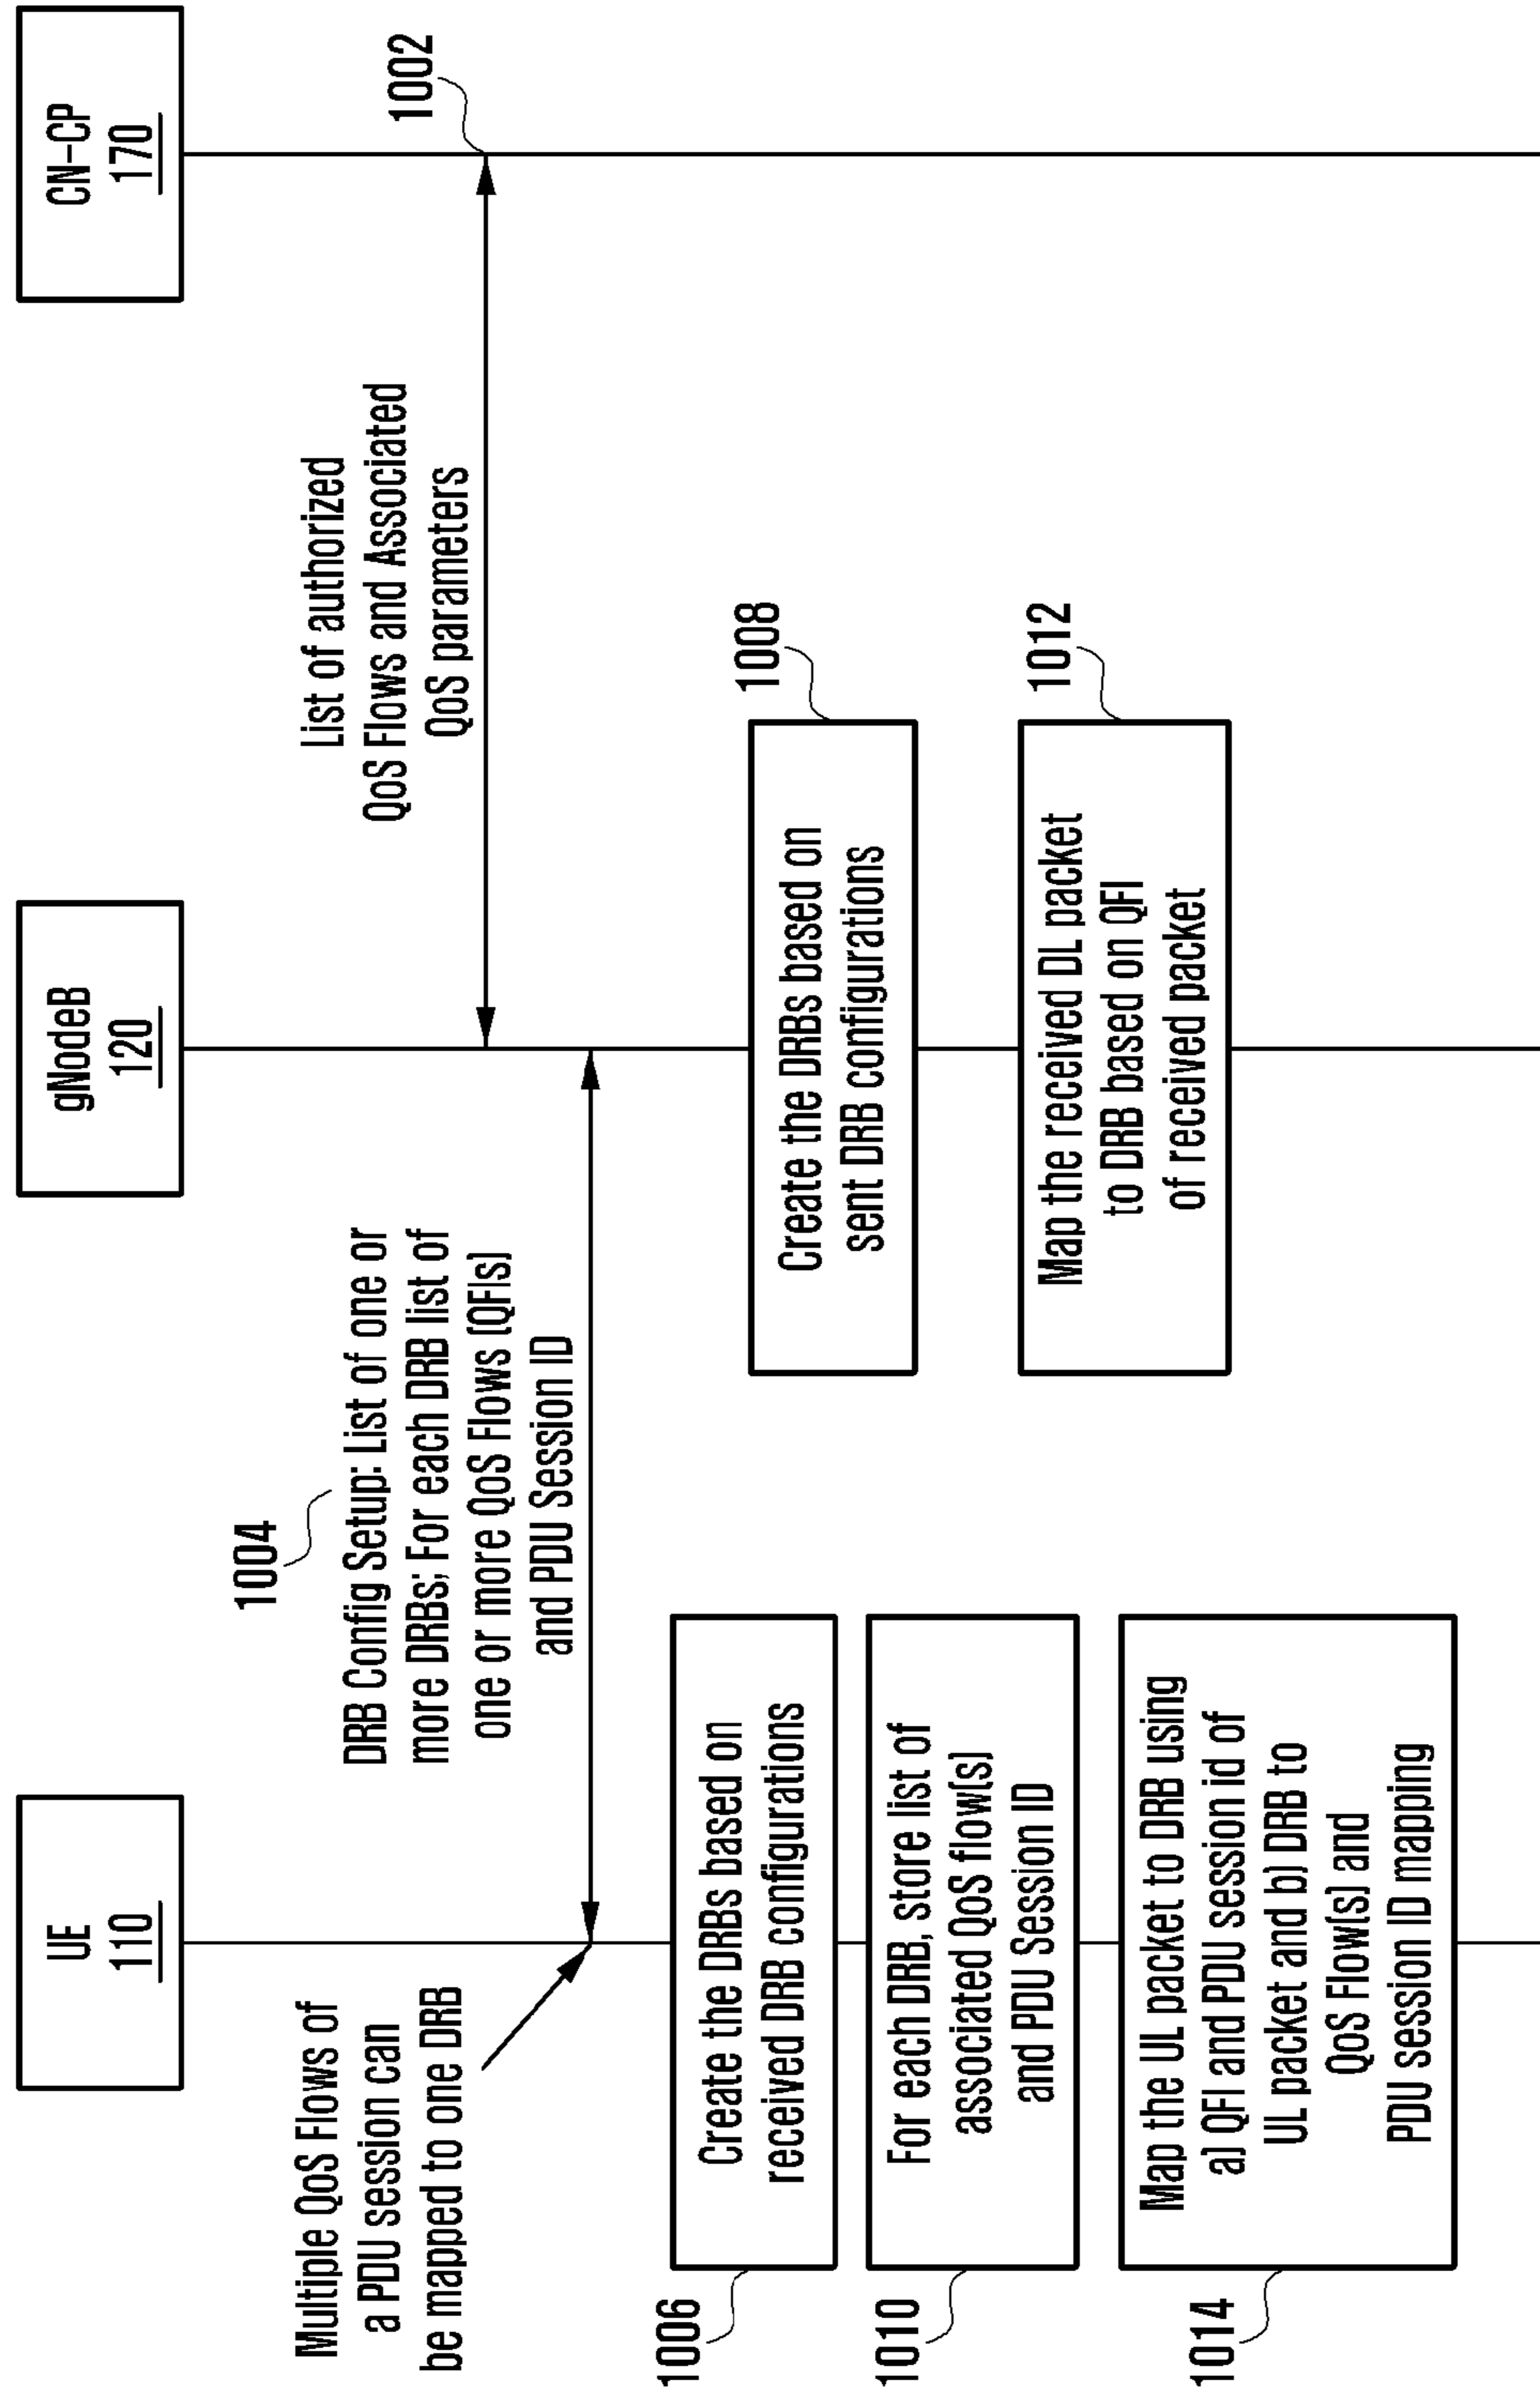 UE
110
gNodeB
120
CN-CP
170
1002
List of authorized
QoS Flows and Associated
QoS parameters
1004
DRB Config Setup: List of one or
more DRBs; For each DRB list of
one or more QoS Flows (QFIs)
and PDU Session ID
Multiple QoS Flows of
a PDU session can
be mapped to one DRB
1006
Create the DRBs based on
received DRB configurations
1008
Create the DRBs based on
sent DRB configurations
1010
For each DRB, store list of
associated QoS flow(s)
and PDU Session ID
1012
Map the received DL packet
to DRB based on QFI
of received packet
1014
Map the UL packet to DRB using
a) QFI and PDU session id of
UL packet and b) DRB to
QoS Flow(s) and
PDU session ID mapping